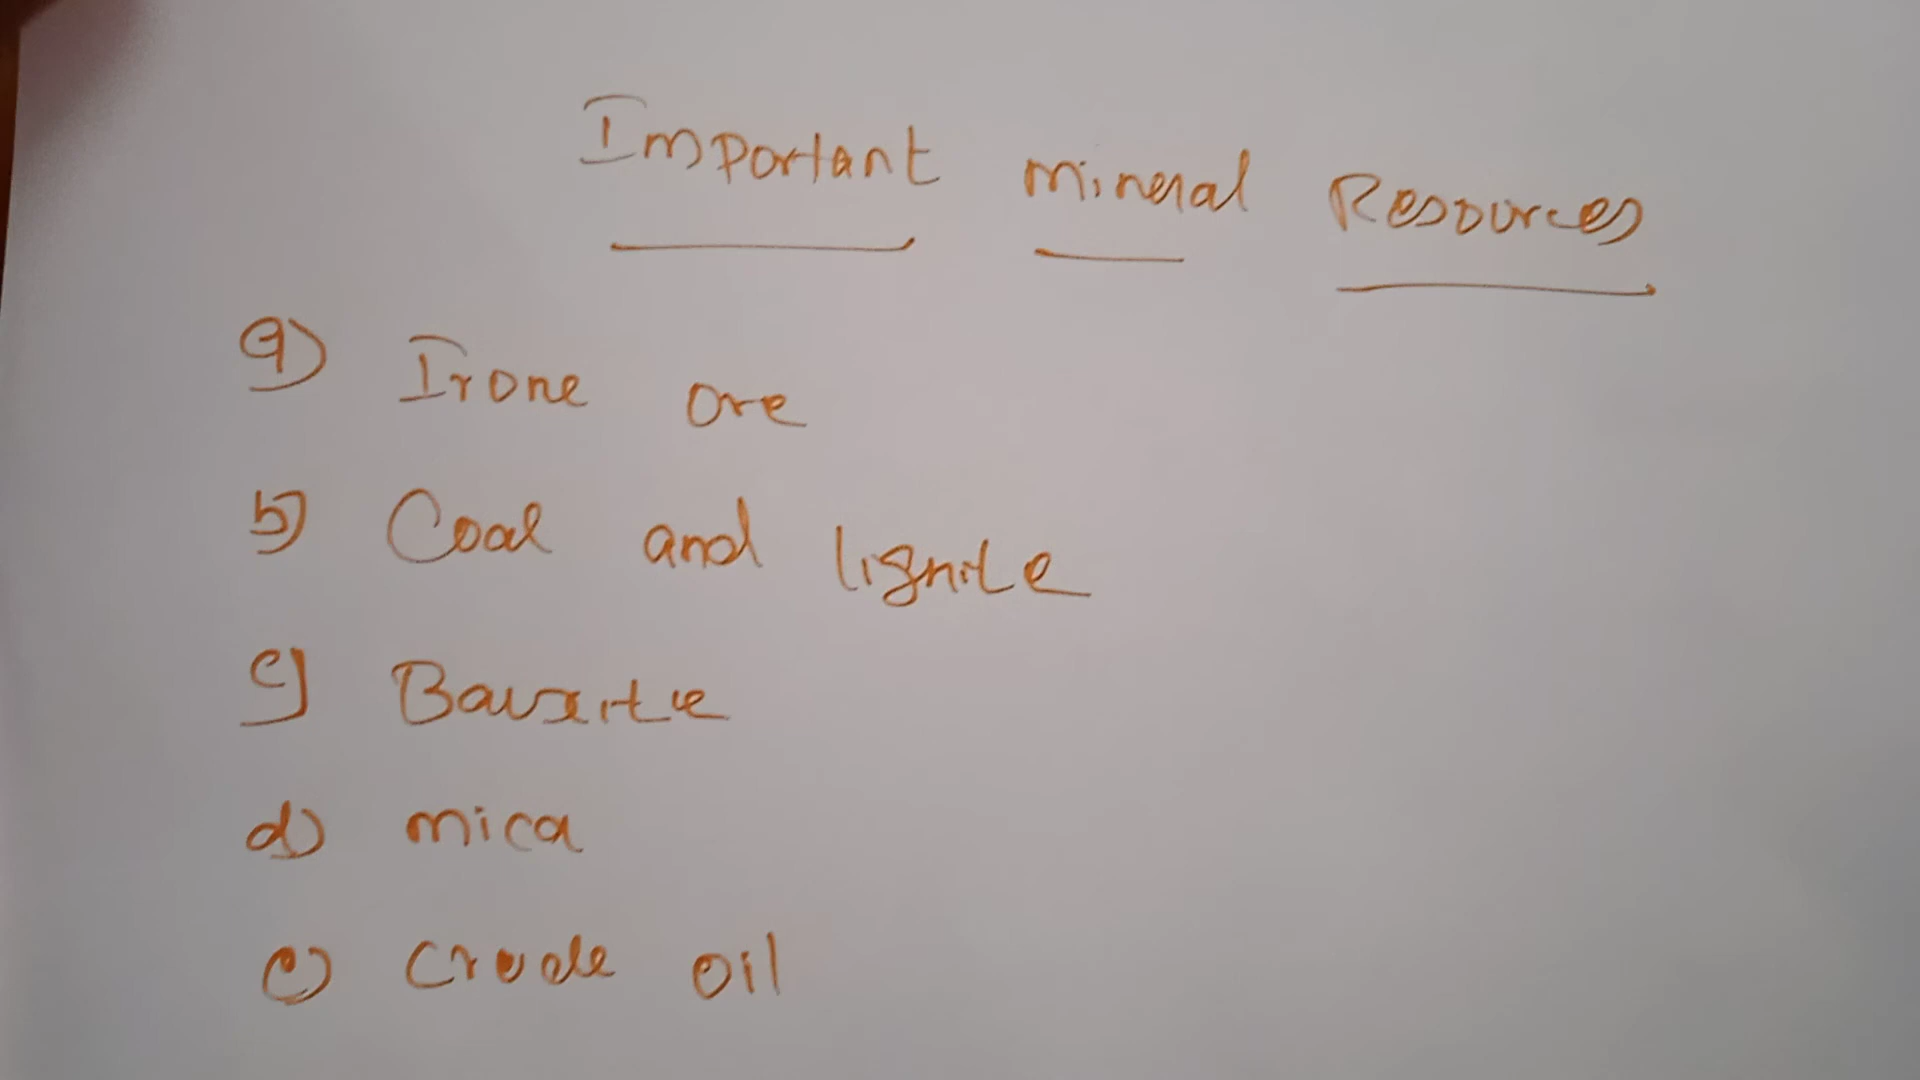 Important mineral Resources
a) Irone ore
b) Coal and lignite
c) Bauxite
d) mica
e) Crude oil